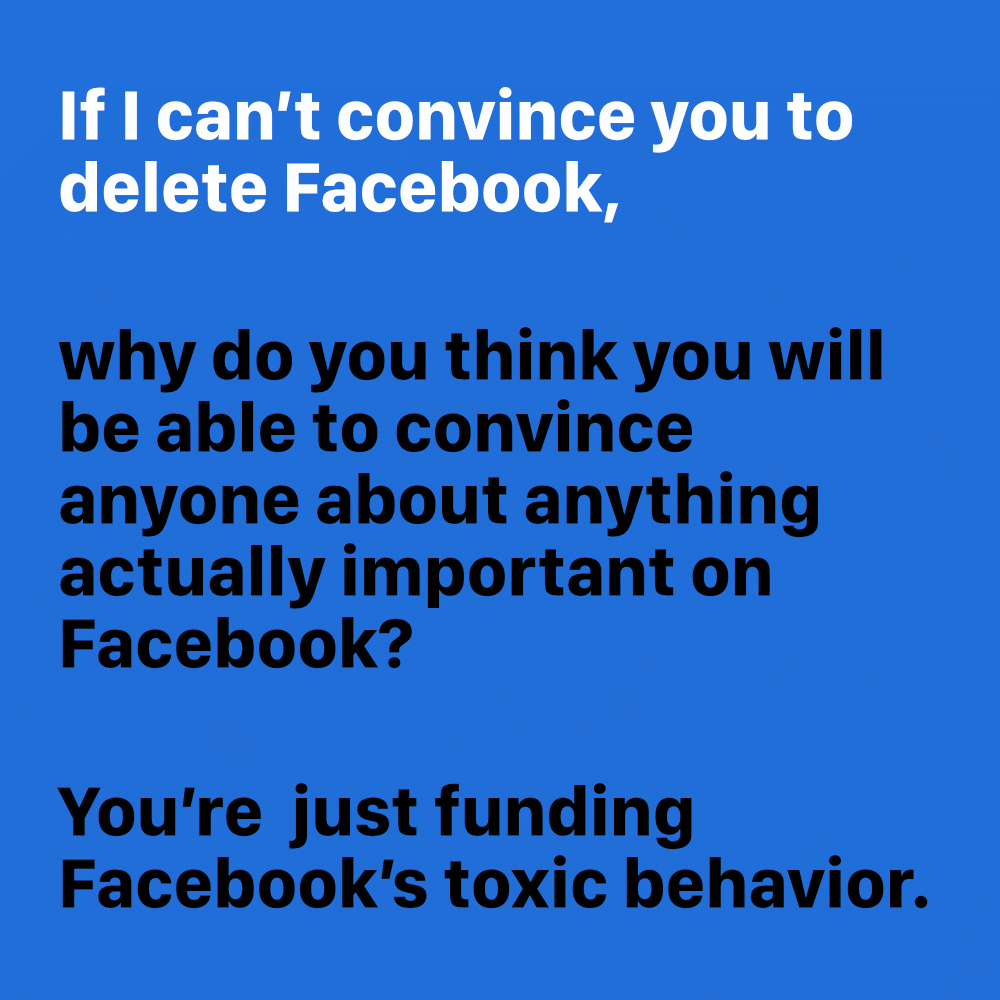 If I can’t convince you to
delete Facebook,
why do you think you will
be able to convince
anyone about anything
actually important on
Facebook?
You’re  just funding
Facebook’s toxic behavior.